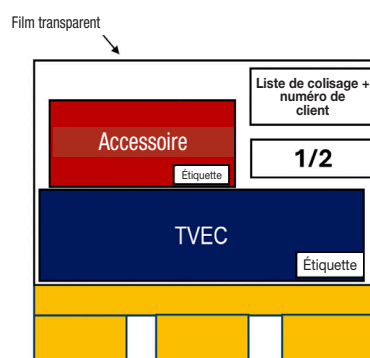 Film transparent
Liste de colisage +
numéro de
client
Accessoire
1/2
Étiquette
TVEC
Étiquette